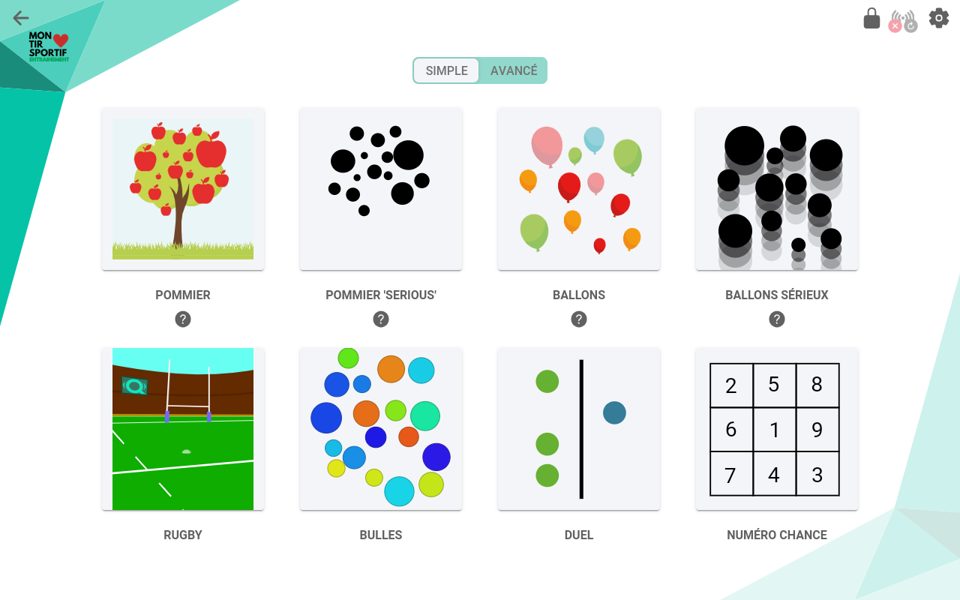 MON
TIR
SPORTIF
ENTRAINEMENT
SIMPLE
AVANCÉ
POMMIER
POMMIER 'SERIOUS'
BALLONS
BALLONS SÉRIEUX
?
?
?
?
2 5 8
6 1 9
7 4 3
RUGBY
BULLES
DUEL
NUMÉRO CHANCE